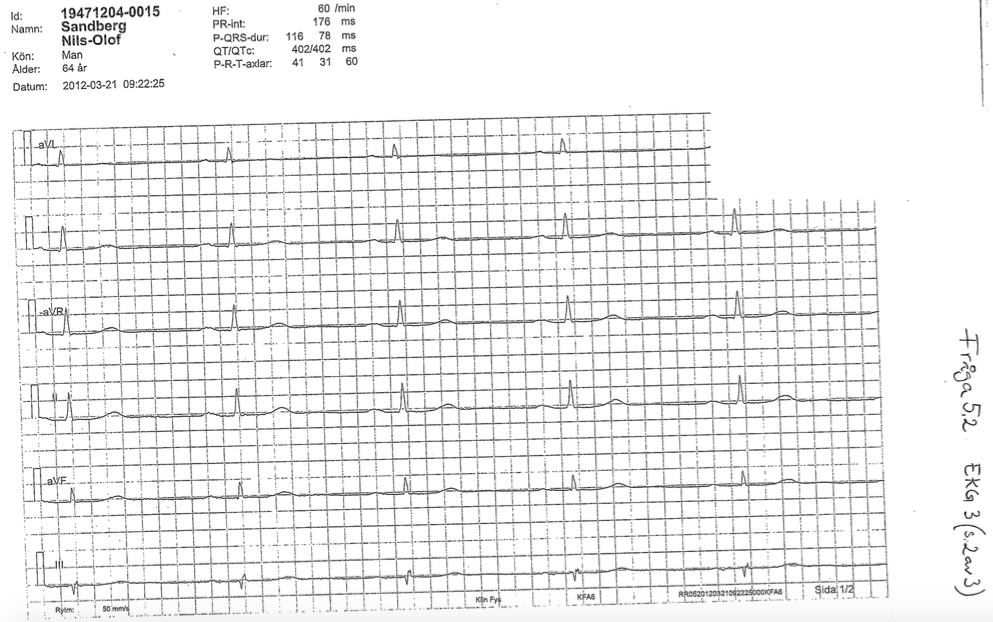 Id: 19471204-0015
Namn: Sandberg
Nils-Olof
Kön: Man
Ålder: 64 år
Datum: 2012-03-21 09:22:25
HF: 60 /min
PR-int: 176 ms
P-QRS-dur: 116 78 ms
QT/QTc: 402/402 ms
P-R-T-axlar: 41 31 60
aVL
-aVR
II
aVF
III
Rytm: 50 mm/s
Klin Fys
KFA6
Sida 1/2
Fråga 5.2 EKG 3 (s. 2 av 3)